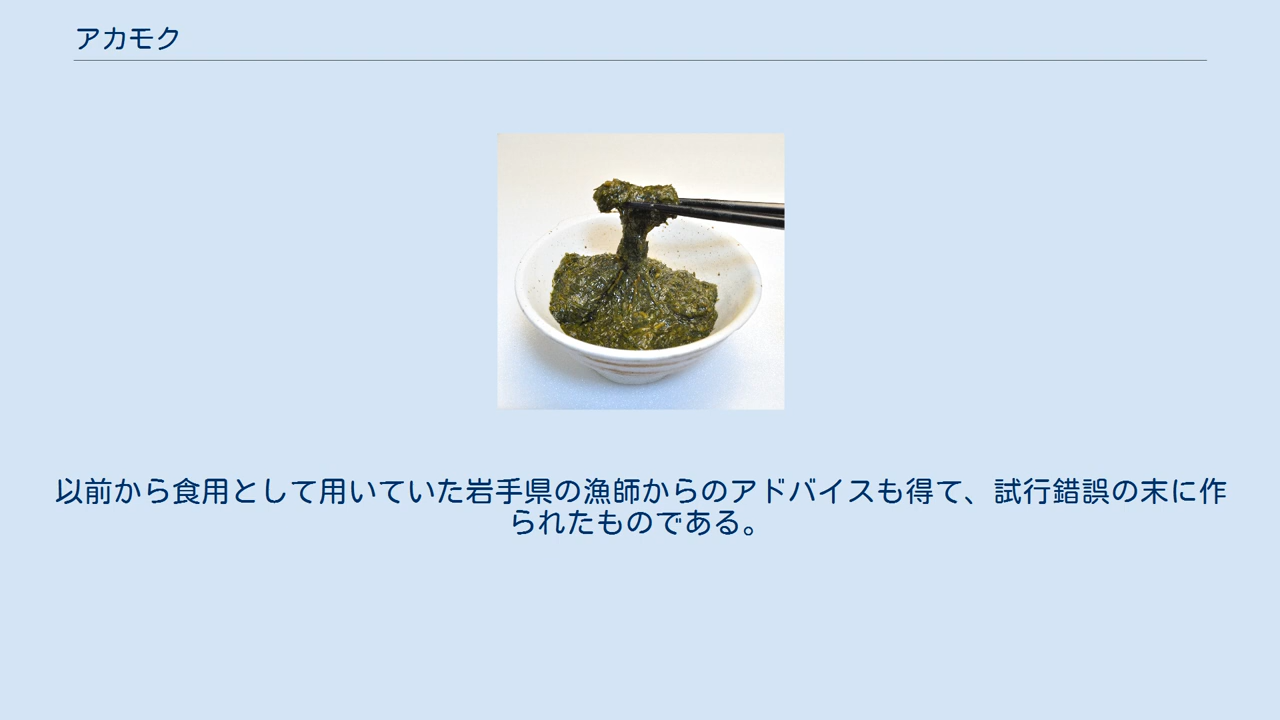 アカモク
以前から食用として用いていた岩手県の漁師からのアドバイスも得て、試行錯誤の末に作
られたものである。